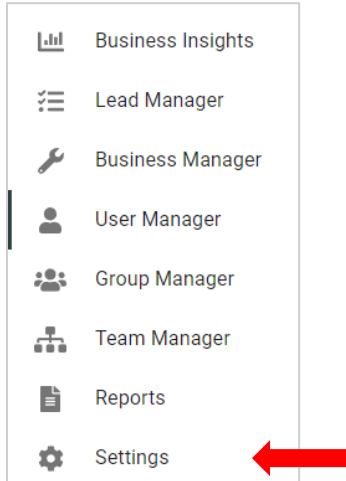 Business Insights
Lead Manager
Business Manager
User Manager
Group Manager
Team Manager
Reports
Settings